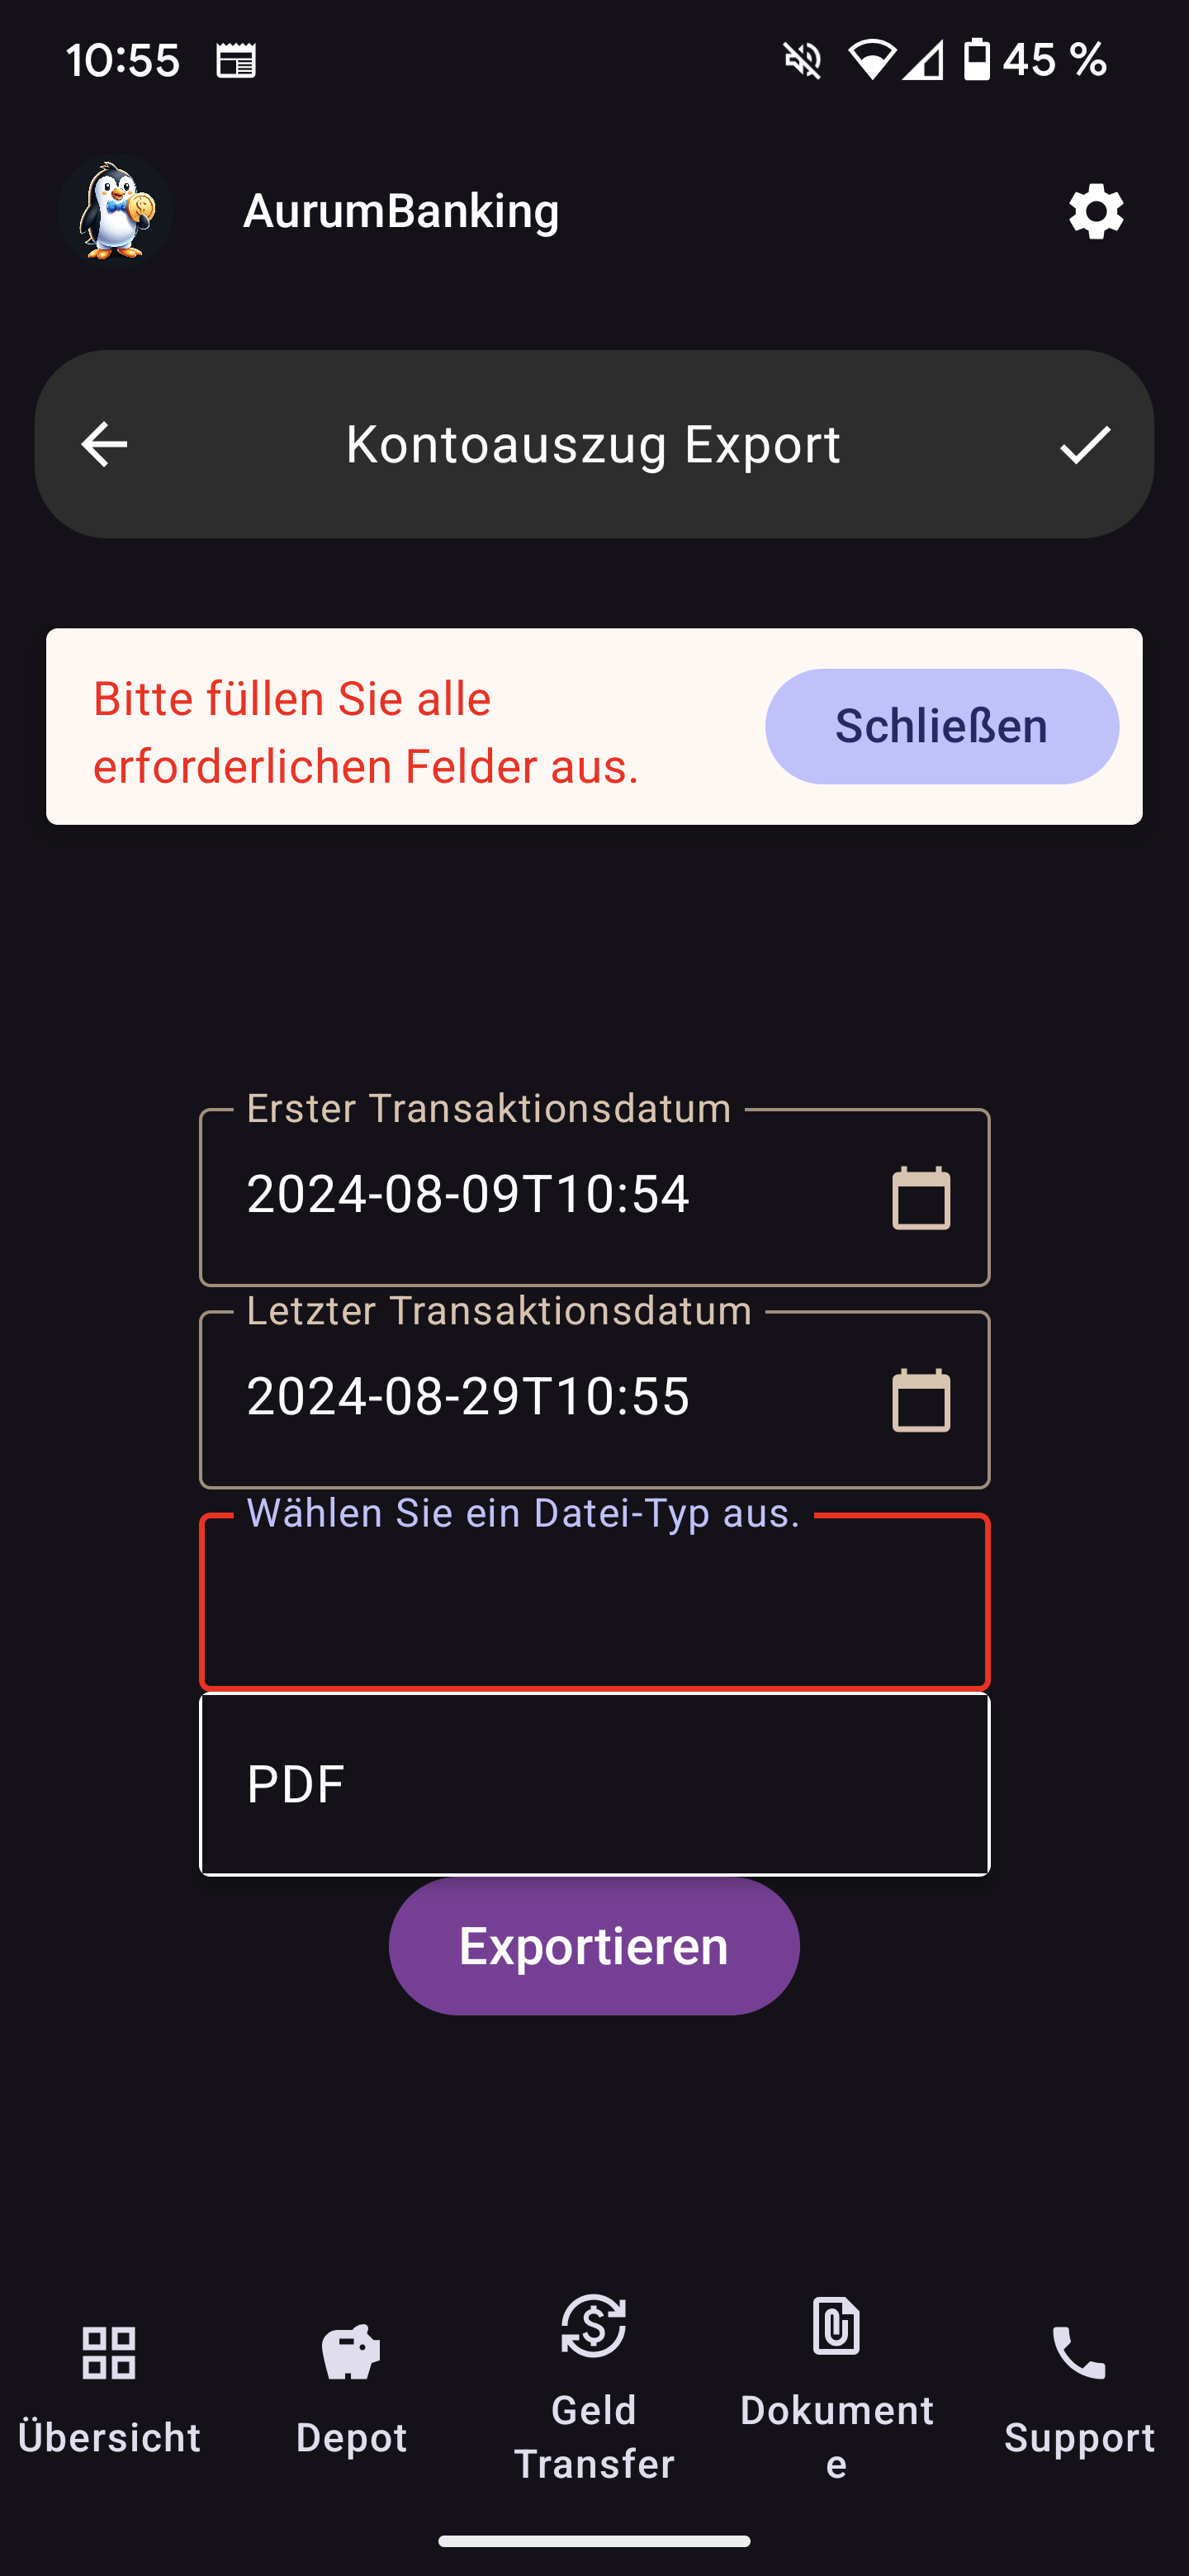 10:55
45 %
AurumBanking
Kontoauszug Export
Bitte füllen Sie alle
erforderlichen Felder aus.
Schließen
Erster Transaktionsdatum
2024-08-09T10:54
Letzter Transaktionsdatum
2024-08-29T10:55
Wählen Sie ein Datei-Typ aus.
PDF
Exportieren
Übersicht
Depot
Geld
Transfer
Dokument
e
Support